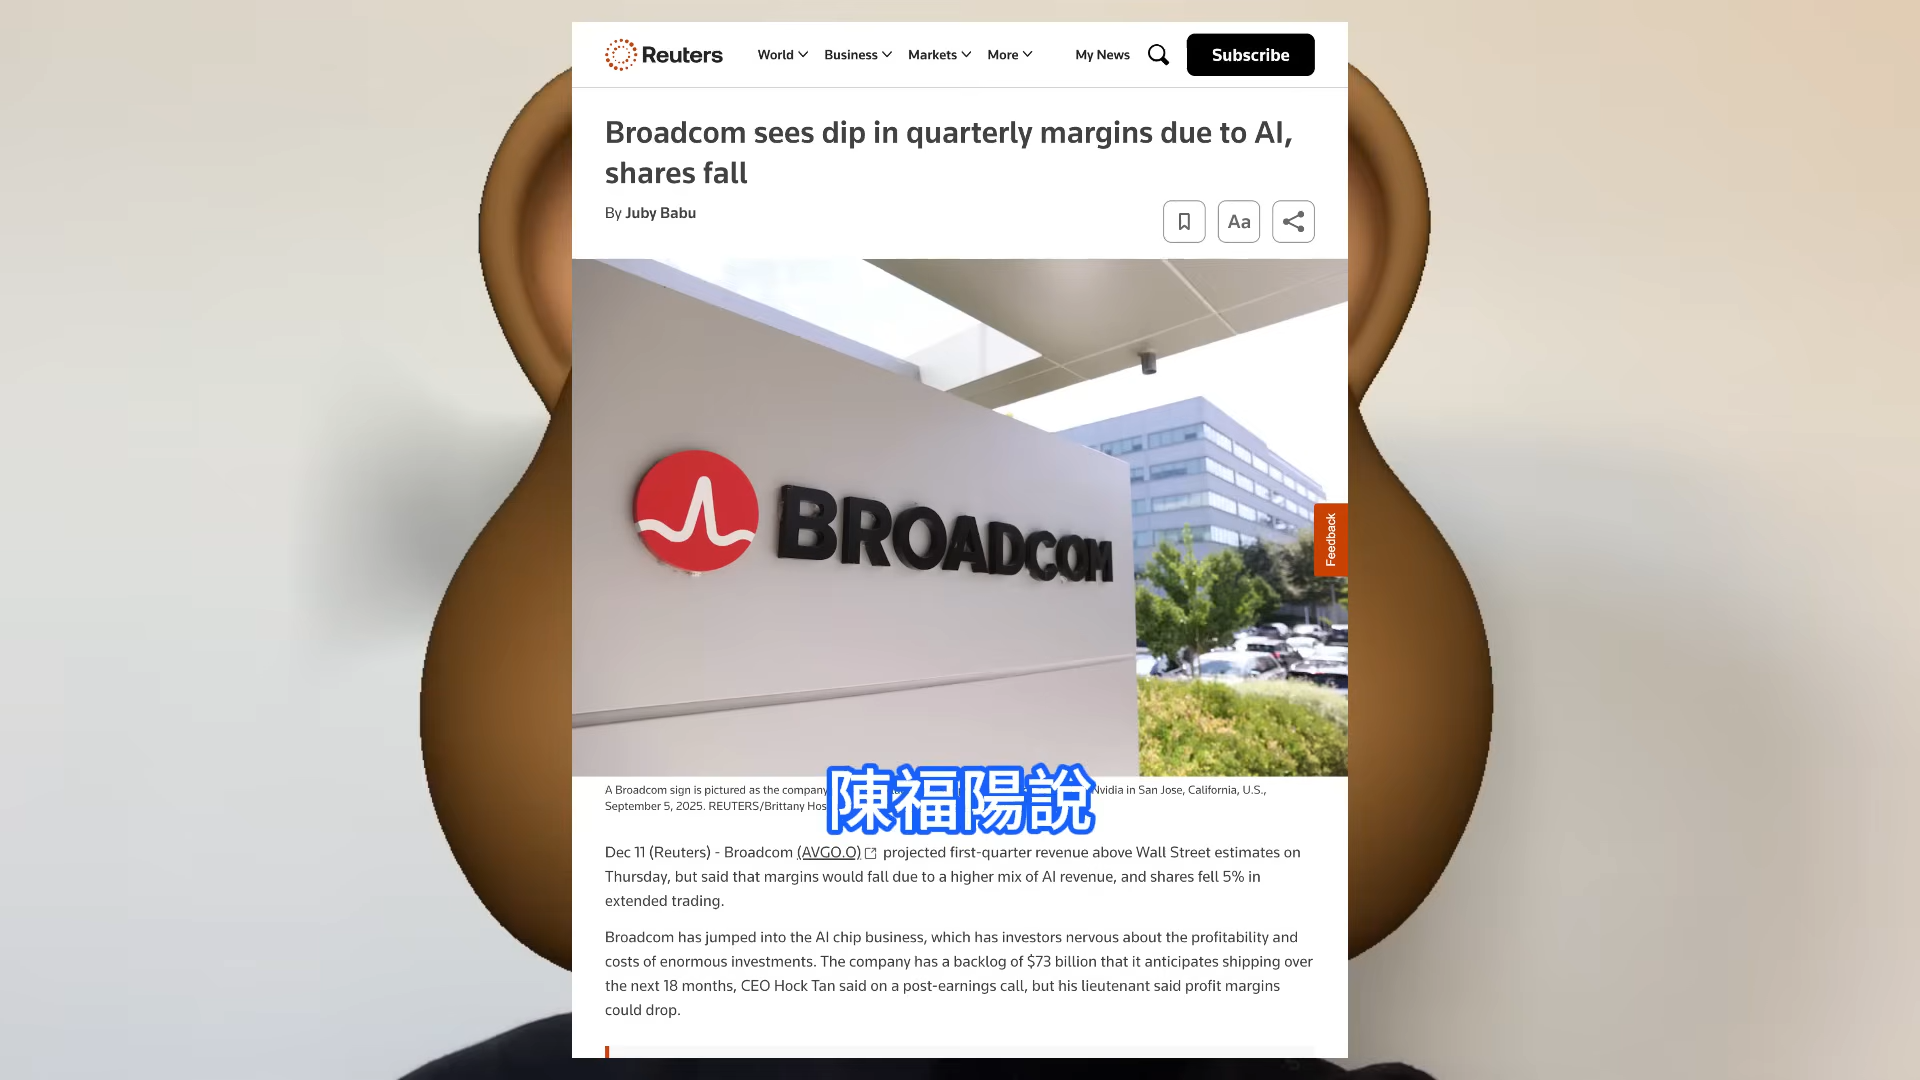 Reuters World Business Markets More My News Subscribe
Broadcom sees dip in quarterly margins due to AI,
shares fall
By Juby Babu
Aa
BROADCOM
Feedback
A Broadcom sign is pictured as the company Nvidia in San Jose, California, U.S.,
September 5, 2025. REUTERS/Brittany
陳福陽說
Dec 11 (Reuters) - Broadcom (AVGO.O) projected first-quarter revenue above Wall Street estimates on
Thursday, but said that margins would fall due to a higher mix of AI revenue, and shares fell 5% in
extended trading.
Broadcom has jumped into the AI chip business, which has investors nervous about the profitability and
costs of enormous investments. The company has a backlog of $73 billion that it anticipates shipping over
the next 18 months, CEO Hock Tan said on a post-earnings call, but his lieutenant said profit margins
could drop.